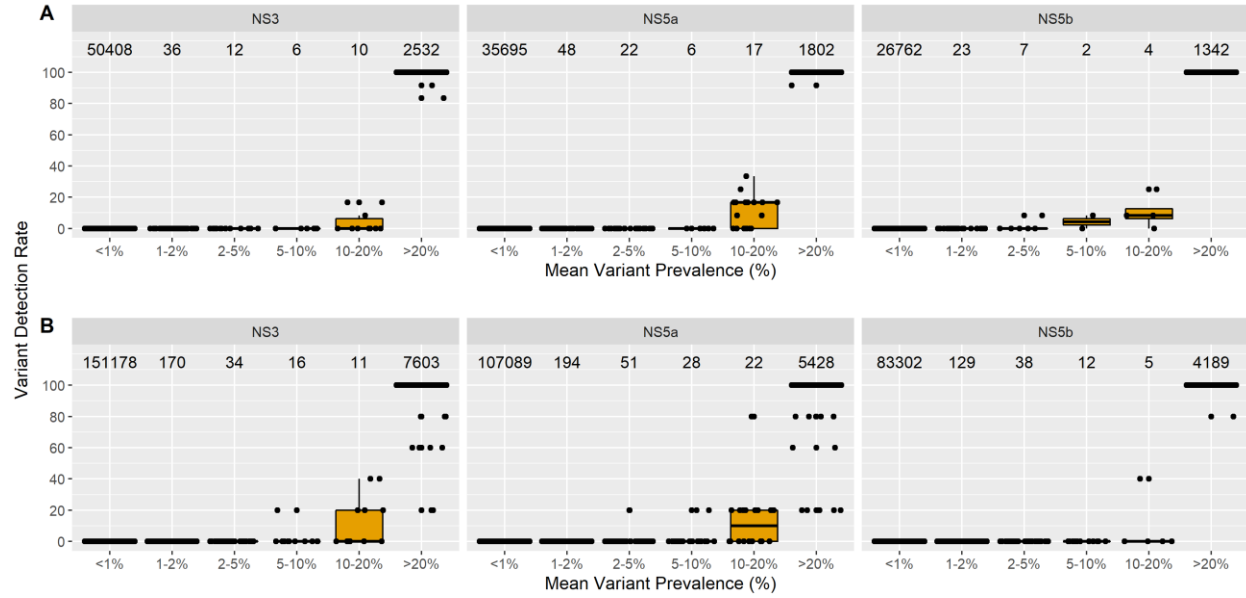 A
NS3 NS5a NS5b
50408 36 12 6 10 2532 35695 48 22 6 17 1802 26762 23 7 2 4 1342
100
80
60
40
20
0
<1% 1-2% 2-5% 5-10% 10-20% >20% <1% 1-2% 2-5% 5-10% 10-20% >20% <1% 1-2% 2-5% 5-10% 10-20% >20%
Mean Variant Prevalence (%)
Variant Detection Rate
B
NS3 NS5a NS5b
151178 170 34 16 11 7603 107089 194 51 28 22 5428 83302 129 38 12 5 4189
100
80
60
40
20
0
<1% 1-2% 2-5% 5-10% 10-20% >20% <1% 1-2% 2-5% 5-10% 10-20% >20% <1% 1-2% 2-5% 5-10% 10-20% >20%
Mean Variant Prevalence (%)